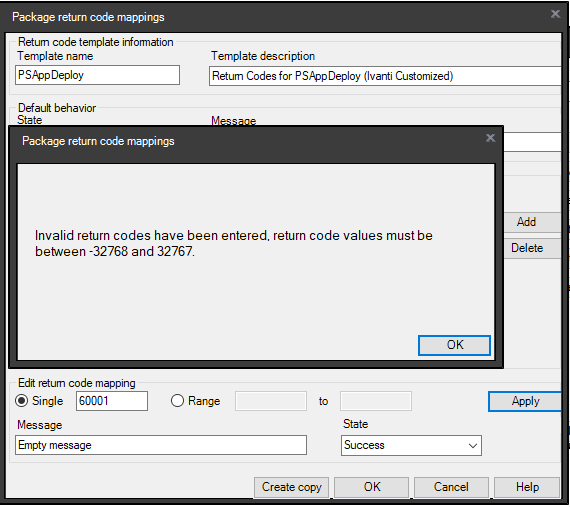 Package return code mappings
Return code template information
Template name
Template description
PSAppDeploy
Return Codes for PSAppDeploy (Ivanti Customized)
Default behavior
State
Message
Package return code mappings
Invalid return codes have been entered, return code values must be
between -32768 and 32767.
OK
Add
Delete
Edit return code mapping
Single 60001 Range to Apply
Message
State
Empty message
Success
Create copy OK Cancel Help